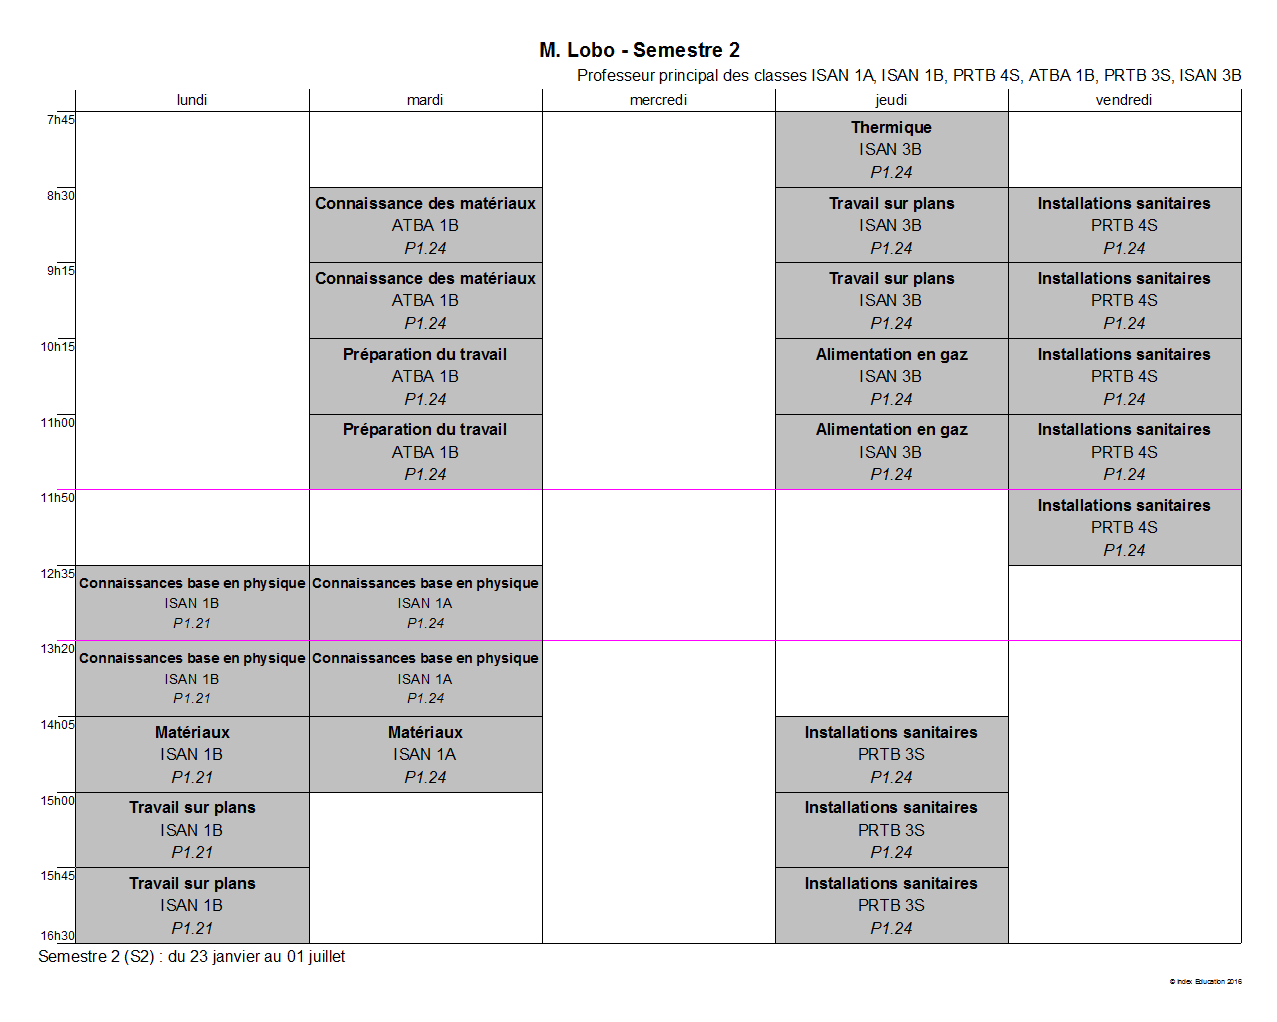 M. Lobo - Semestre 2
Professeur principal des classes ISAN 1A, ISAN 1B, PRTB 4S, ATBA 1B, PRTB 3S, ISAN 3B
lundi mardi mercredi jeudi vendredi
7h45
Thermique
ISAN 3B
P1.24
8h30
Connaissance des matériaux Travail sur plans Installations sanitaires
ATBA 1B ISAN 3B PRTB 4S
P1.24 P1.24 P1.24
9h15
Connaissance des matériaux Travail sur plans Installations sanitaires
ATBA 1B ISAN 3B PRTB 4S
P1.24 P1.24 P1.24
10h15
Préparation du travail Alimentation en gaz Installations sanitaires
ATBA 1B ISAN 3B PRTB 4S
P1.24 P1.24 P1.24
11h00
Préparation du travail Alimentation en gaz Installations sanitaires
ATBA 1B ISAN 3B PRTB 4S
P1.24 P1.24 P1.24
11h50
Installations sanitaires
PRTB 4S
P1.24
12h35
Connaissances base en physique Connaissances base en physique
ISAN 1B ISAN 1A
P1.21 P1.24
13h20
Connaissances base en physique Connaissances base en physique
ISAN 1B ISAN 1A
P1.21 P1.24
14h05
Matériaux Matériaux Installations sanitaires
ISAN 1B ISAN 1A PRTB 3S
P1.21 P1.24 P1.24
15h00
Travail sur plans Installations sanitaires
ISAN 1B PRTB 3S
P1.21 P1.24
15h45
Travail sur plans Installations sanitaires
ISAN 1B PRTB 3S
P1.21 P1.24
16h30
Semestre 2 (S2) : du 23 janvier au 01 juillet
© Index Education 2016